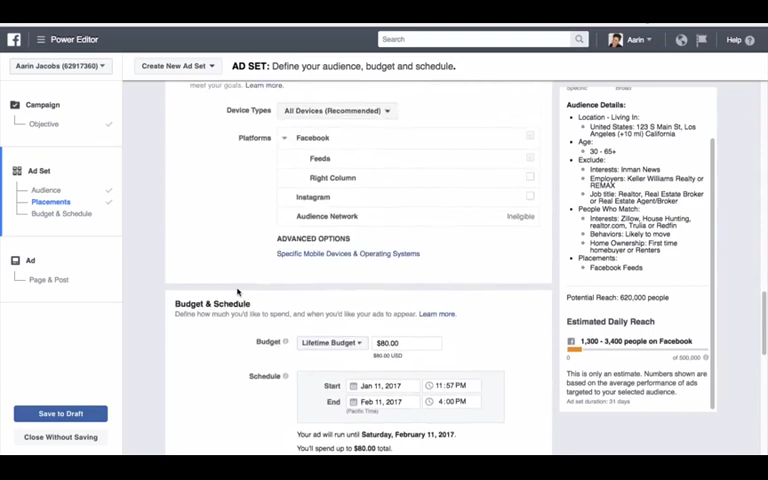 Power Editor
Search
Aarin
Help
Aarin Jacobs (62917360)
Create New Ad Set
AD SET: Define your audience, budget and schedule.
Campaign
Objective
Ad Set
Audience
Placements
Budget & Schedule
Ad
Page & Post
Save to Draft
Close Without Saving
meet your goals. Learn more.
Device Types
All Devices (Recommended)
Platforms
Facebook
Feeds
Right Column
Instagram
Audience Network
Ineligible
ADVANCED OPTIONS
Specific Mobile Devices & Operating Systems
Budget & Schedule
Define how much you'd like to spend, and when you'd like your ads to appear. Learn more.
Budget
Lifetime Budget
$80.00
$80.00 USD
Schedule
Start
Jan 11, 2017
11:57 PM
End
Feb 11, 2017
4:00 PM
(Pacific Time)
Your ad will run until Saturday, February 11, 2017.
You'll spend up to $80.00 total.
Specific
Broad
Audience Details:
Location - Living In:
United States: 123 S Main St, Los
Angeles (+10 mi) California
Age:
30 - 65+
Exclude:
Interests: Inman News
Employers: Keller Williams Realty or
REMAX
Job title: Realtor, Real Estate Broker
or Real Estate Agent/Broker
People Who Match:
Interests: Zillow, House Hunting,
realtor.com, Trulia or Redfin
Behaviors: Likely to move
Home Ownership: First time
homebuyer or Renters
Placements:
Facebook Feeds
Potential Reach: 620,000 people
Estimated Daily Reach
1,300 - 3,400 people on Facebook
0
of 500,000
This is only an estimate. Numbers shown are
based on the average performance of ads
targeted to your selected audience.
Ad set duration: 31 days